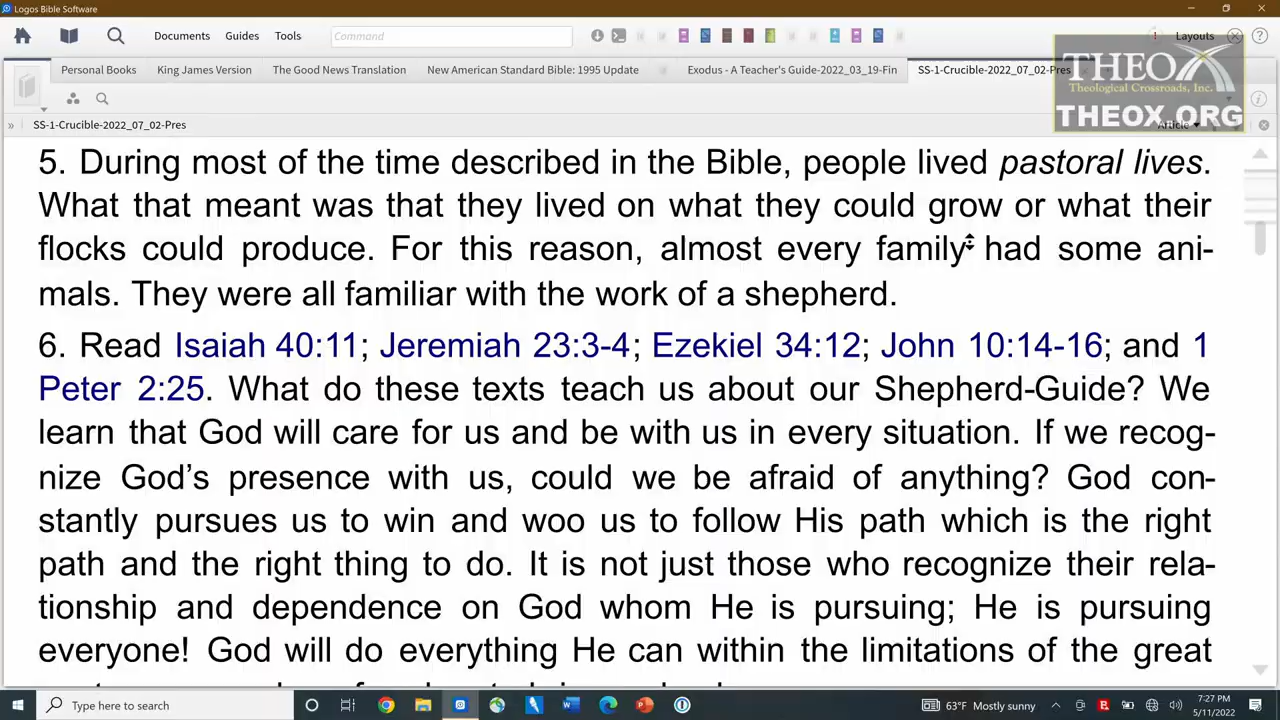 Logos Bible Software
Documents Guides Tools Command Layouts
Personal Books King James Version The Good News Translation New American Standard Bible: 1995 Update Exodus - A Teacher's Guide-2022_03_19-Fin SS-1-Crucible-2022_07_02-Pres
THEOX
Theological Crossroads, Inc.
THEOX.ORG
SS-1-Crucible-2022_07_02-Pres Article
5. During most of the time described in the Bible, people lived pastoral lives.
What that meant was that they lived on what they could grow or what their
flocks could produce. For this reason, almost every family had some ani-
mals. They were all familiar with the work of a shepherd.
6. Read Isaiah 40:11; Jeremiah 23:3-4; Ezekiel 34:12; John 10:14-16; and 1
Peter 2:25. What do these texts teach us about our Shepherd-Guide? We
learn that God will care for us and be with us in every situation. If we recog-
nize God's presence with us, could we be afraid of anything? God con-
stantly pursues us to win and woo us to follow His path which is the right
path and the right thing to do. It is not just those who recognize their rela-
tionship and dependence on God whom He is pursuing; He is pursuing
everyone! God will do everything He can within the limitations of the great
Type here to search 63°F Mostly sunny 7:27 PM
5/11/2022